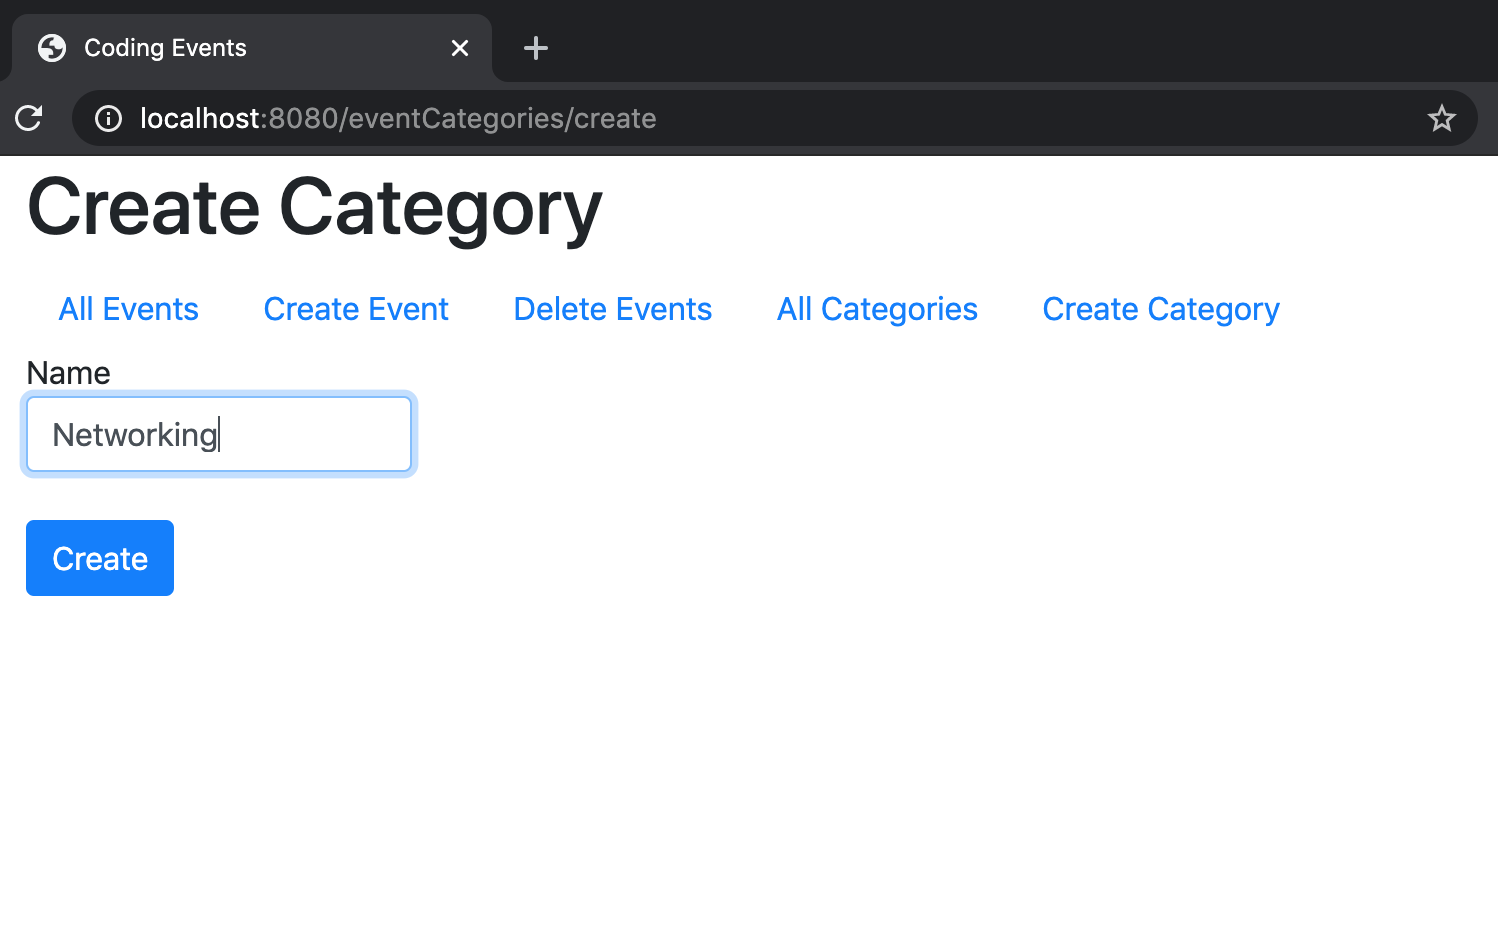 Coding Events
localhost:8080/eventCategories/create
Create Category
All Events Create Event Delete Events All Categories Create Category
Name
Networking
Create